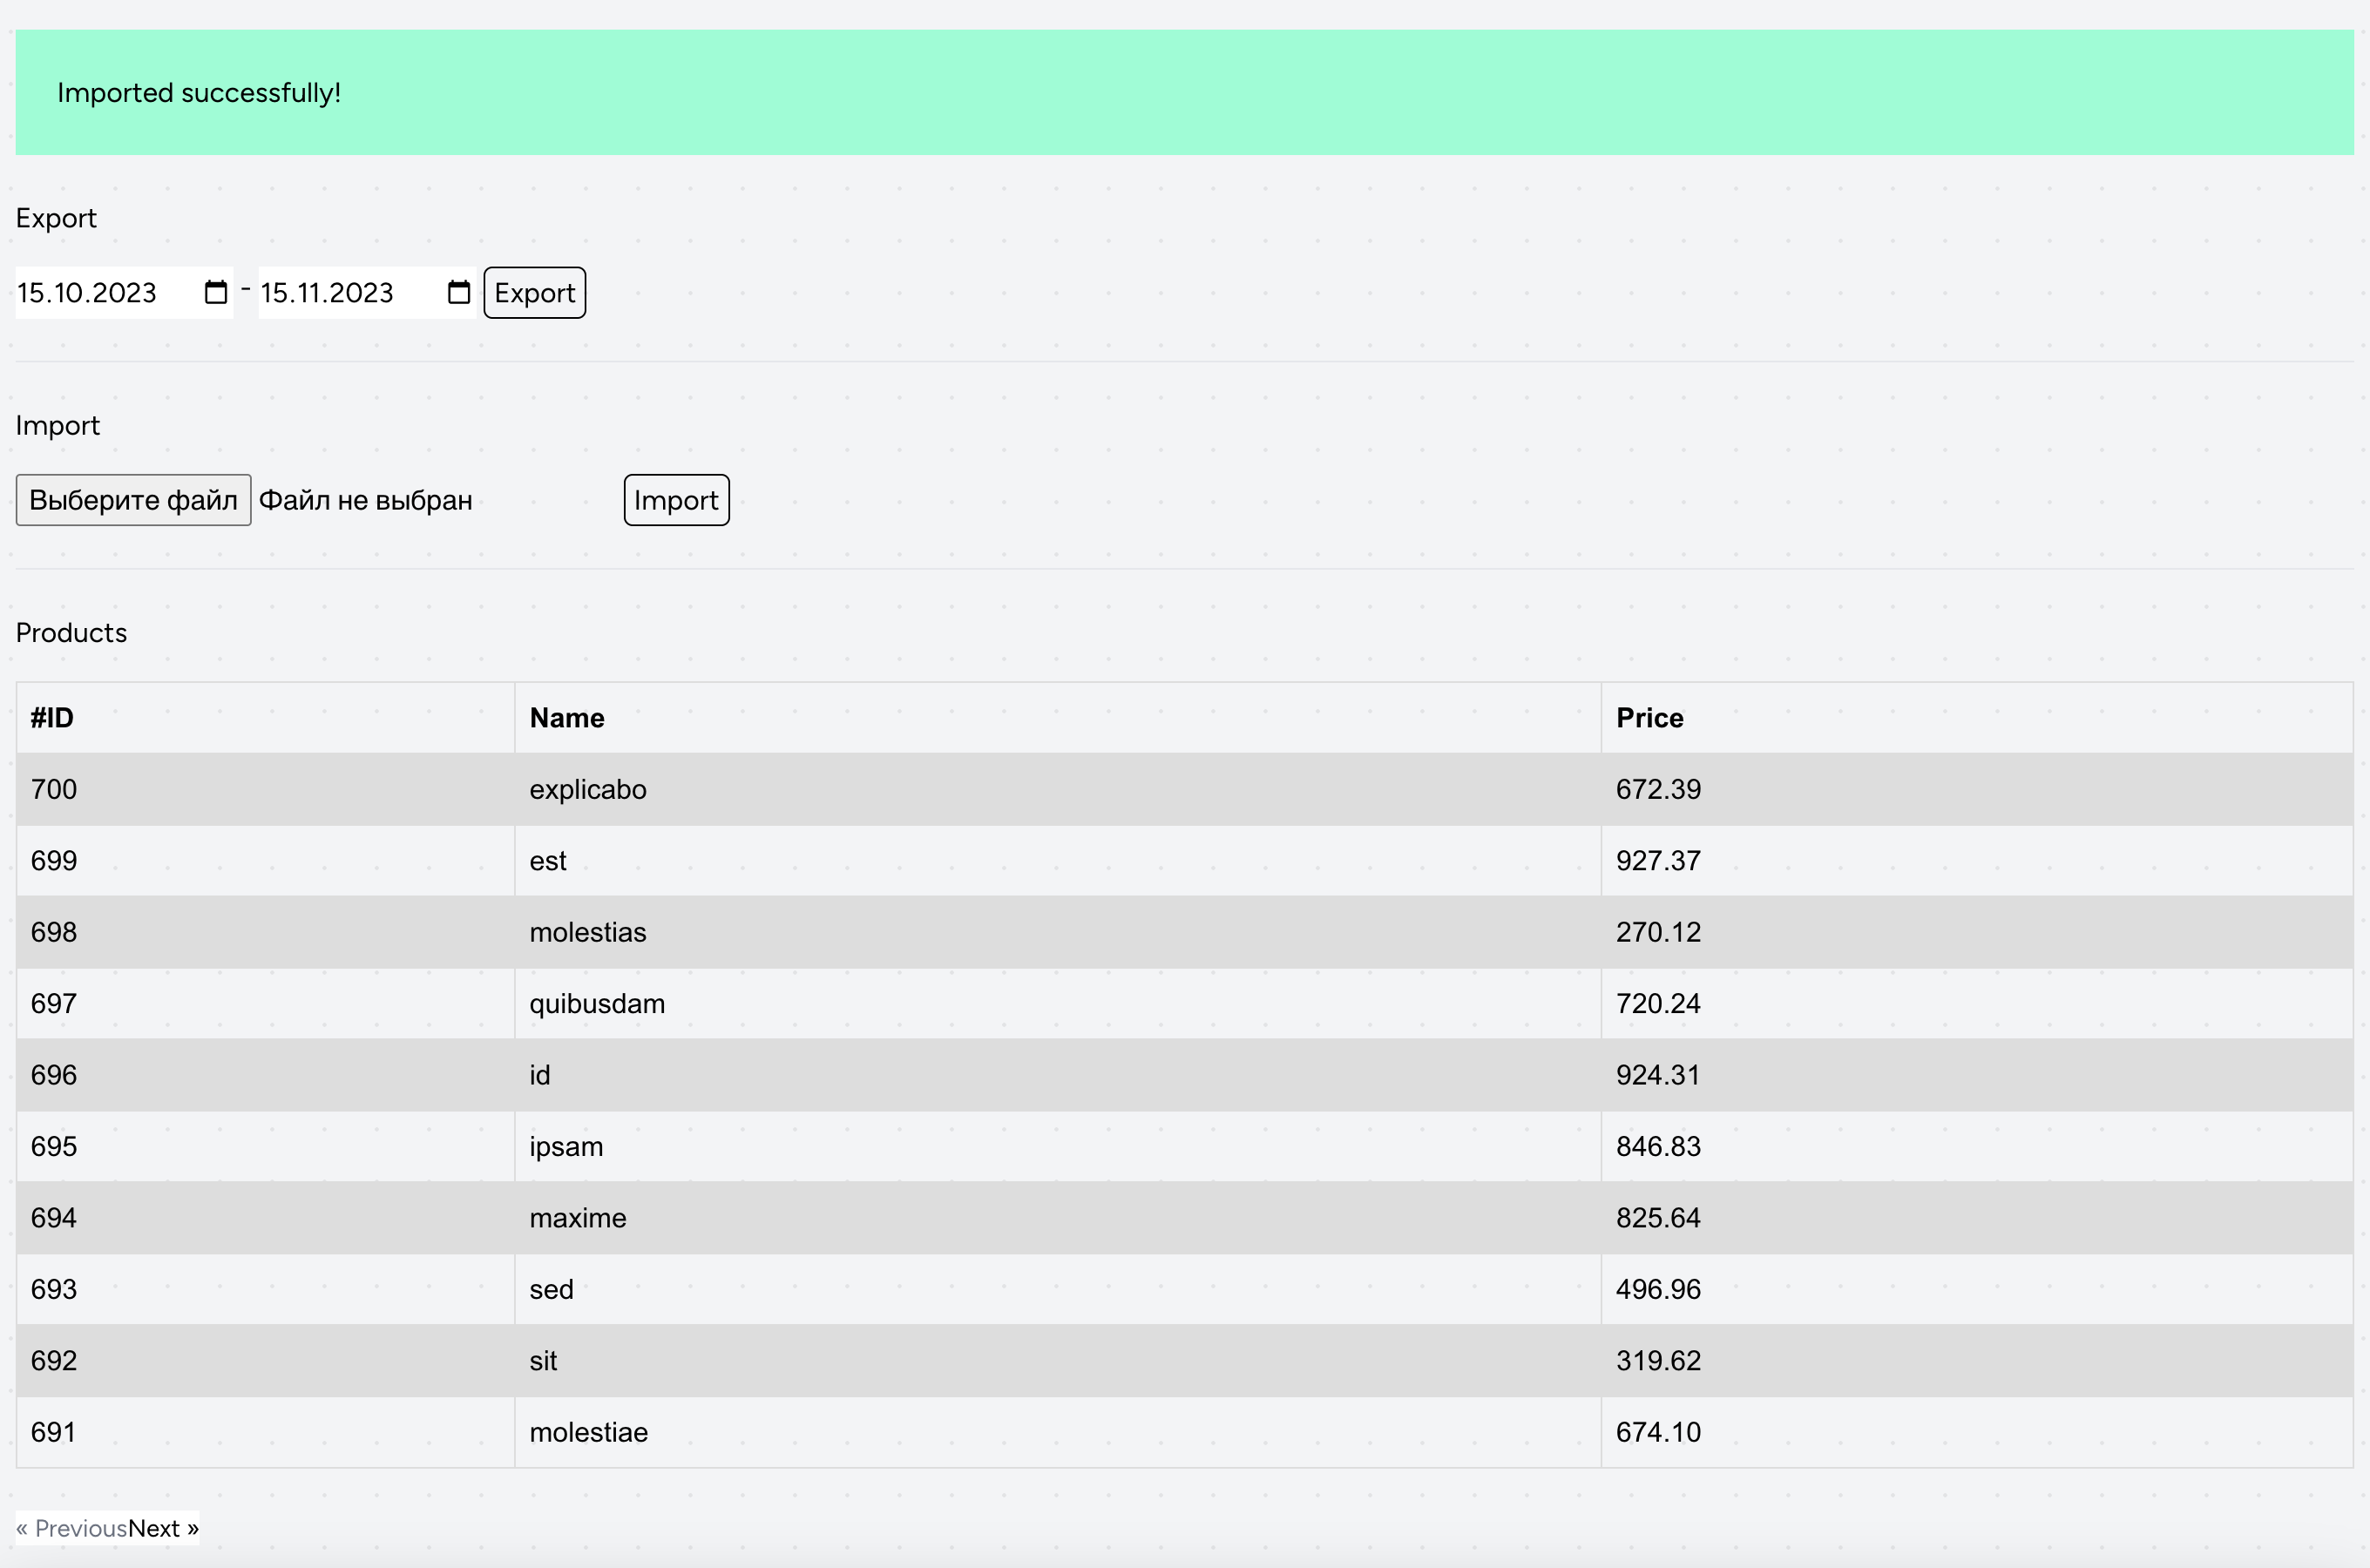 Imported successfully!
Export
15.10.2023 - 15.11.2023 Export
Import
Выберите файл Файл не выбран Import
Products
#ID Name Price
700 explicabo 672.39
699 est 927.37
698 molestias 270.12
697 quibusdam 720.24
696 id 924.31
695 ipsam 846.83
694 maxime 825.64
693 sed 496.96
692 sit 319.62
691 molestiae 674.10
« PreviousNext »